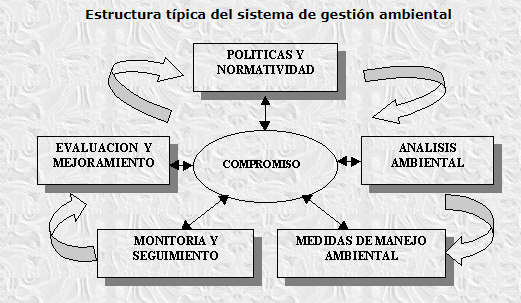 Estructura típica del sistema de gestión ambiental
POLITICAS Y
NORMATIVIDAD
EVALUACION Y
MEJORAMIENTO
COMPROMISO
ANALISIS
AMBIENTAL
MONITORIA Y
SEGUIMIENTO
MEDIDAS DE MANEJO
AMBIENTAL